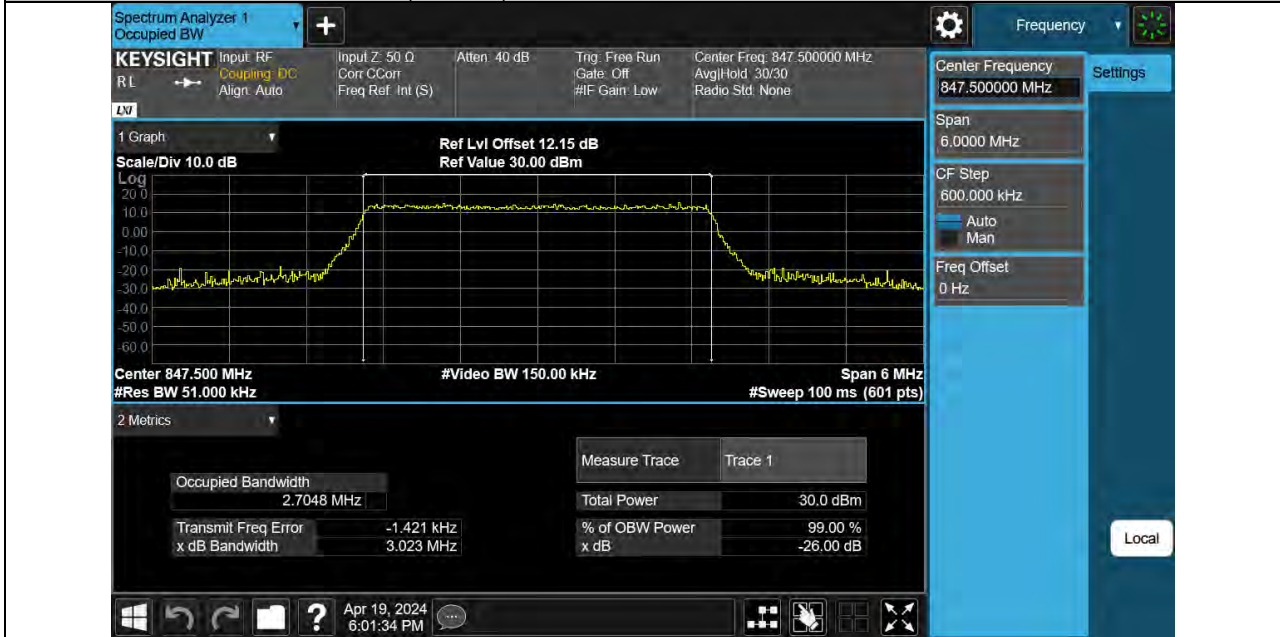 Spectrum Analyzer 1
Occupied BW
Frequency
KEYSIGHT
RL
LXI
Input: RF
Coupling: DC
Align: Auto
Input Z: 50 Ω
Corr CCorr
Freq Ref: Int (S)
Atten: 40 dB
Trig: Free Run
Gate: Off
#IF Gain: Low
Center Freq: 847.500000 MHz
Avg|Hold: 30/30
Radio Std: None
Center Frequency
847.500000 MHz
Settings
Span
6.0000 MHz
CF Step
600.000 kHz
Auto
Man
Freq Offset
0 Hz
Local
1 Graph
Scale/Div 10.0 dB
Ref Lvl Offset 12.15 dB
Ref Value 30.00 dBm
Log
20.0
10.0
0.00
-10.0
-20.0
-30.0
-40.0
-50.0
-60.0
Center 847.500 MHz
#Video BW 150.00 kHz
Span 6 MHz
#Res BW 51.000 kHz
#Sweep 100 ms (601 pts)
2 Metrics
Measure Trace Trace 1
Occupied Bandwidth
2.7048 MHz
Total Power 30.0 dBm
Transmit Freq Error -1.421 kHz
% of OBW Power 99.00 %
x dB Bandwidth 3.023 MHz
x dB -26.00 dB
?
Apr 19, 2024
6:01:34 PM